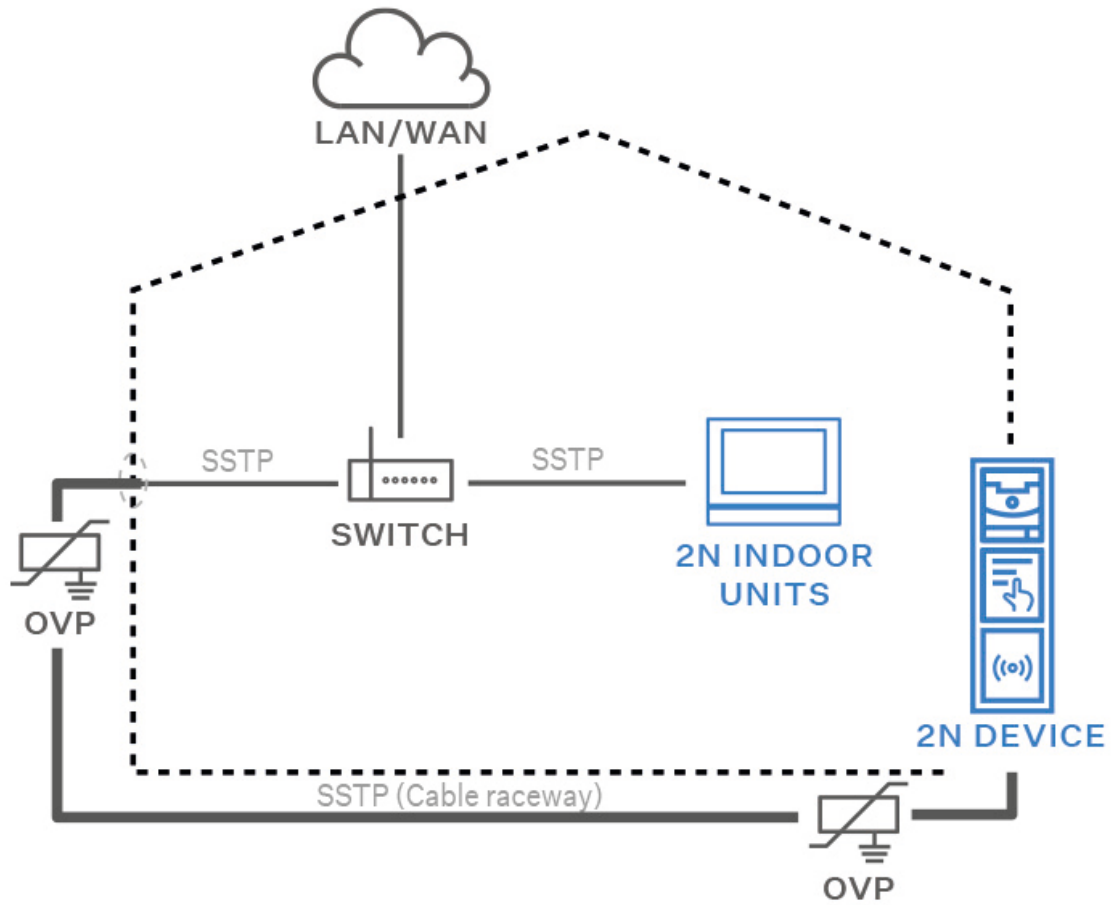 LAN/WAN
SSTP
SSTP
SWITCH
2N INDOOR
UNITS
OVP
2N DEVICE
SSTP (Cable raceway)
OVP